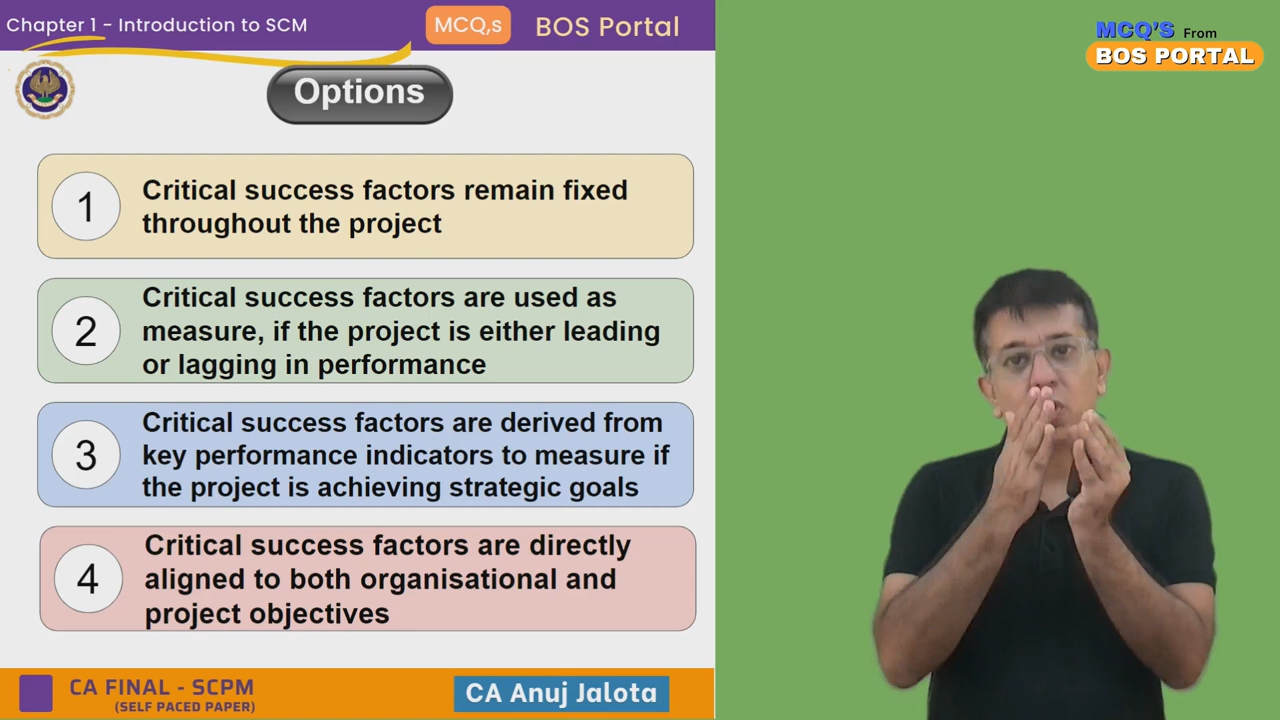 Chapter 1 - Introduction to SCM
MCQ,s
BOS Portal
MCQ'S From
BOS PORTAL
Options
1
Critical success factors remain fixed
throughout the project
2
Critical success factors are used as
measure, if the project is either leading
or lagging in performance
3
Critical success factors are derived from
key performance indicators to measure if
the project is achieving strategic goals
4
Critical success factors are directly
aligned to both organisational and
project objectives
CA FINAL - SCPM
(SELF PACED PAPER)
CA Anuj Jalota